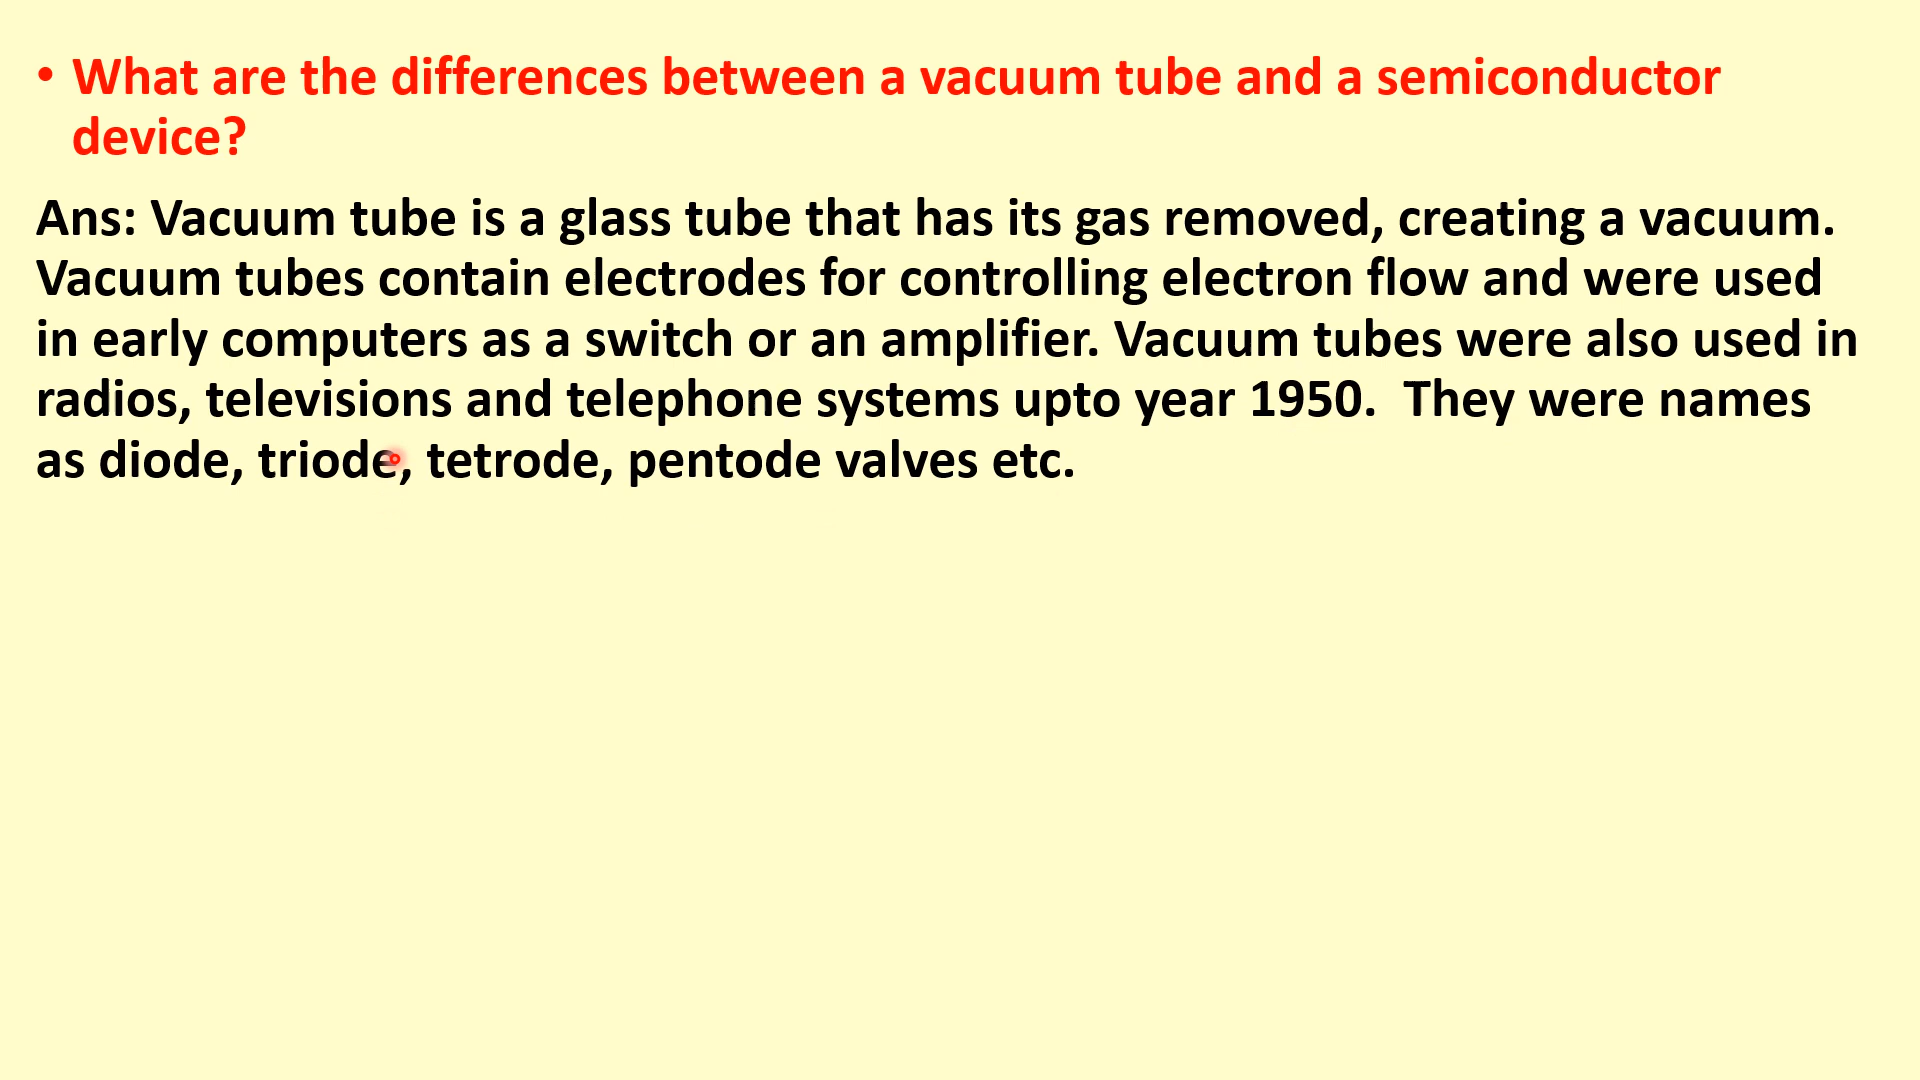 • What are the differences between a vacuum tube and a semiconductor
device?
Ans: Vacuum tube is a glass tube that has its gas removed, creating a vacuum.
Vacuum tubes contain electrodes for controlling electron flow and were used
in early computers as a switch or an amplifier. Vacuum tubes were also used in
radios, televisions and telephone systems upto year 1950.  They were names
as diode, triode, tetrode, pentode valves etc.